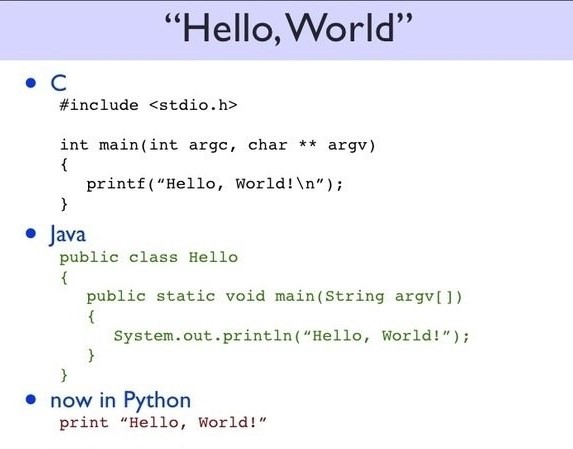 “Hello, World”
• C
#include <stdio.h>
int main(int argc, char ** argv)
{
printf(“Hello, World!\n”);
}
• Java
public class Hello
{
public static void main(String argv[])
{
System.out.println(“Hello, World!”);
}
}
• now in Python
print “Hello, World!”